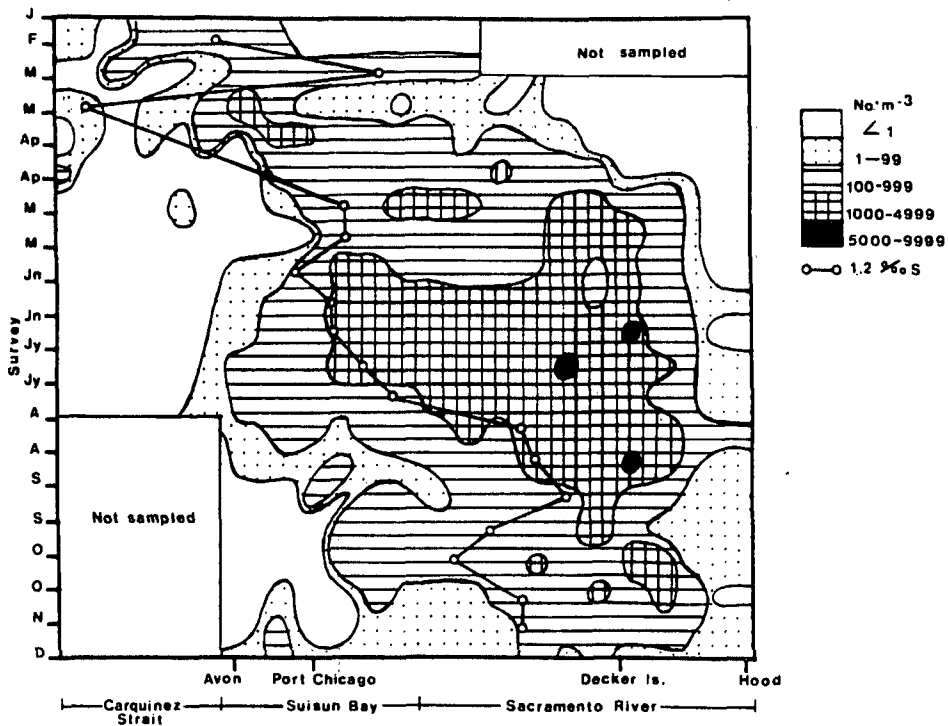 J
F
M
M
Ap
Ap
M
M
Jn
Jn
Jy
Jy
A
A
S
S
O
O
N
D
Survey
Not sampled
Not sampled
No.·m⁻³
∠ 1
1—99
100-999
1000-4999
5000-9999
1.2 ‰ S
Avon Port Chicago Decker Is. Hood
Carquinez Strait
Suisun Bay
Sacramento River